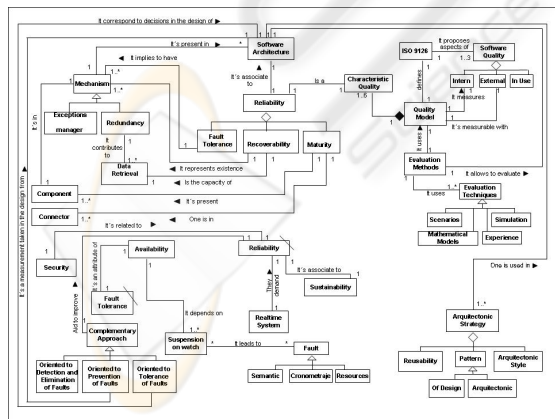 It correspond to decisions in the design of ►
It´s present in ►
Software
Architecture
ISO 9126
It proposes
aspects of
Software
Quality
Mechanism
◄ It implies to have
It´s associate
to
Is a
Characteristic
Quality
defines
Intern
External
In Use
It measures
Exceptions
manager
Redundancy
Reliability
Quality
Model
It´s measurable with
It´s in
It
contributes
to
Fault
Tolerance
Recoverability
Maturity
It uses
Data
Retrieval
◄ It represents existence
Evaluation
Methods
It allows to evaluate ►
Component
◄ Is the capacity of
It uses
Evaluation
Techniques
◄ It´s present
Connector
◄ One is in
Scenarios
Simulation
Mathematical
Models
Experience
It´s related to ►
It´s a measurement taken in the design from
Security
Availability
Reliability
It´s associate to
Sustainability
One is used in ►
It´s an attribute of
They
demand
Fault
Tolerance
Realtime
System
Aid to improve
It depends on
Complementary
Approach
Suspension
on watch
It leads to
Fault
Arquitectonic
Strategy
Oriented to
Detection and
Elimination
of Faults
Oriented to
Prevention
of Faults
Oriented to
Tolerance
of Faults
Semantic
Cronometraje
Resources
Reusability
Pattern
Arquitectonic
Style
Of Design
Arquitectonic